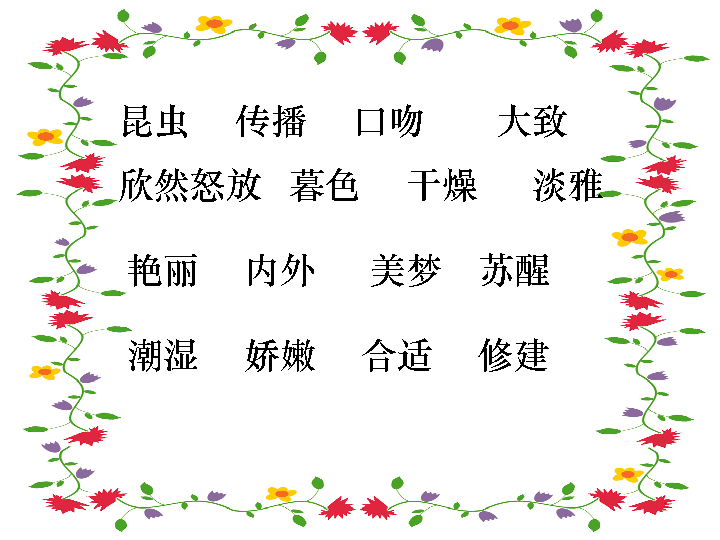 昆虫 传播 口吻 大致
欣然怒放 暮色 干燥 淡雅
艳丽 内外 美梦 苏醒
潮湿 娇嫩 合适 修建